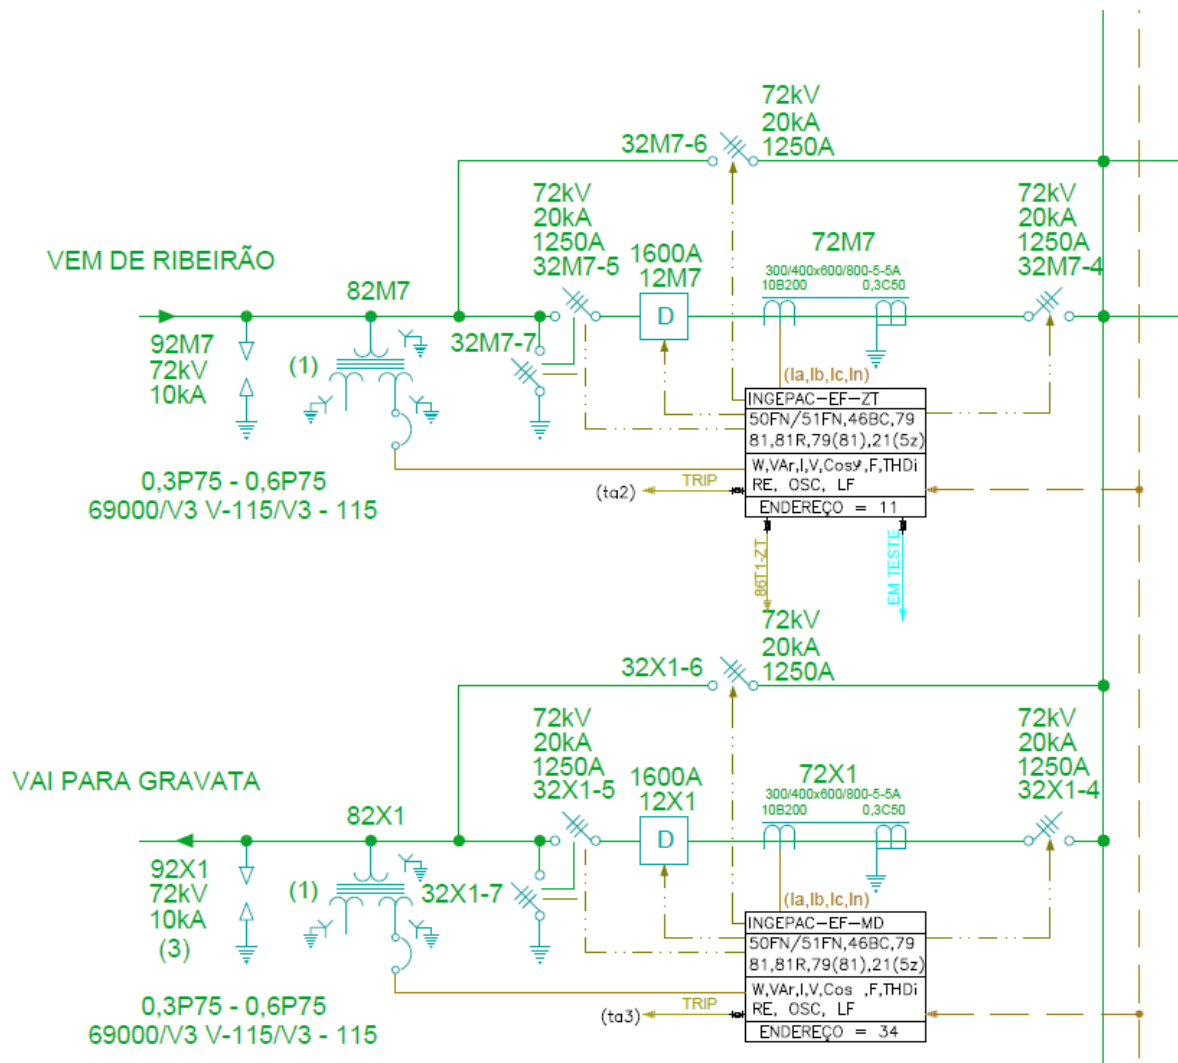 72kV
20kA
1250A
32M7-6
72kV
20kA
1250A
32M7-5
1600A
12M7
72M7
300/400x600/800-5-5A
10B200
0,3C50
72kV
20kA
1250A
32M7-4
VEM DE RIBEIRÃO
82M7
D
92M7
72kV
10kA
(1)
32M7-7
(Ia,Ib,Ic,In)
INGEPAC-EF-ZT
50FN/51FN,46BC,79
81,81R,79(81),21(5z)
W,VAr,I,V,Cosφ,F,THDi
RE, OSC, LF
ENDEREÇO = 11
0,3P75 - 0,6P75
69000/V3 V-115/V3 - 115
TRIP
(ta2)
86T1-ZT
EM TESTE
72kV
20kA
1250A
32X1-6
72kV
20kA
1250A
32X1-5
1600A
12X1
72X1
300/400x600/800-5-5A
10B200
0,3C50
72kV
20kA
1250A
32X1-4
VAI PARA GRAVATA
82X1
D
92X1
72kV
10kA
(3)
(1)
32X1-7
(Ia,Ib,Ic,In)
INGEPAC-EF-MD
50FN/51FN,46BC,79
81,81R,79(81),21(5z)
W,VAr,I,V,Cos ,F,THDi
RE, OSC, LF
ENDEREÇO = 34
0,3P75 - 0,6P75
69000/V3 V-115/V3 - 115
TRIP
(ta3)